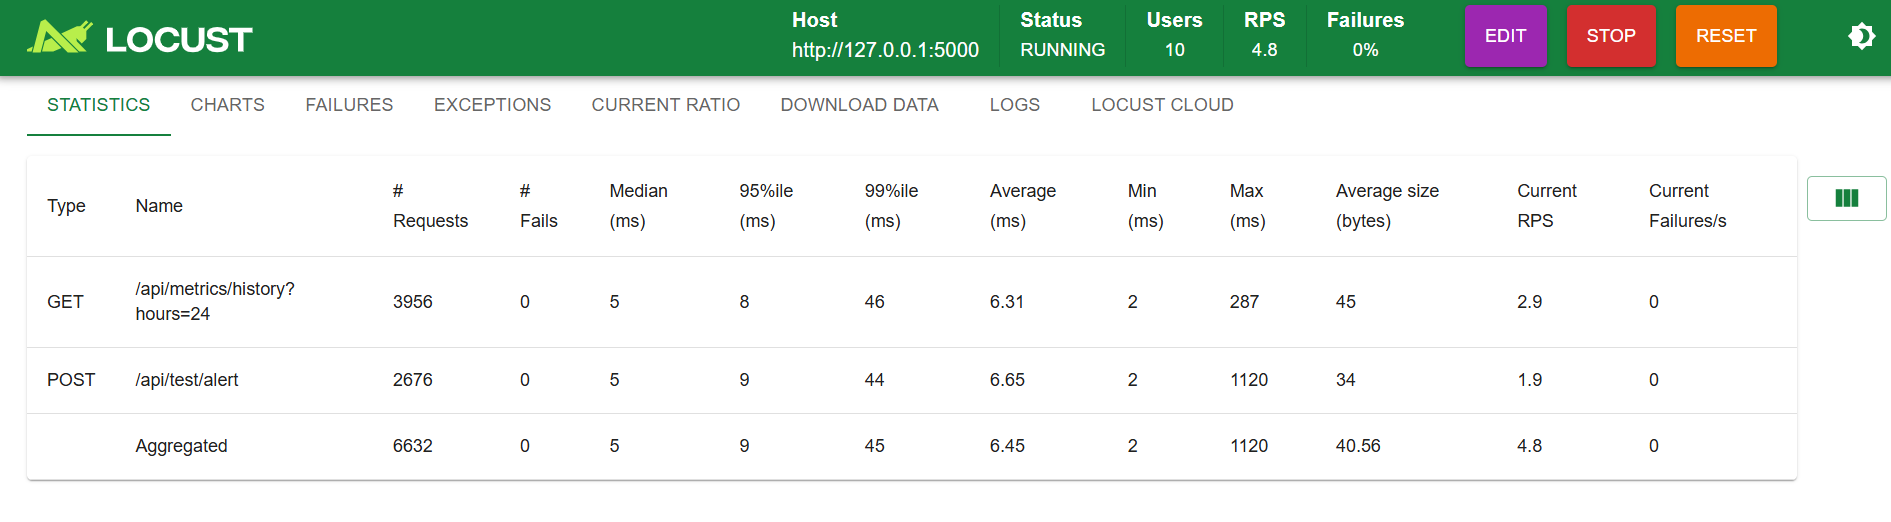 LOCUST
Host
http://127.0.0.1:5000
Status
RUNNING
Users
10
RPS
4.8
Failures
0%
EDIT
STOP
RESET
STATISTICS CHARTS FAILURES EXCEPTIONS CURRENT RATIO DOWNLOAD DATA LOGS LOCUST CLOUD
Type Name # Requests # Fails Median (ms) 95%ile (ms) 99%ile (ms) Average (ms) Min (ms) Max (ms) Average size (bytes) Current RPS Current Failures/s
GET /api/metrics/history?hours=24 3956 0 5 8 46 6.31 2 287 45 2.9 0
POST /api/test/alert 2676 0 5 9 44 6.65 2 1120 34 1.9 0
Aggregated 6632 0 5 9 45 6.45 2 1120 40.56 4.8 0